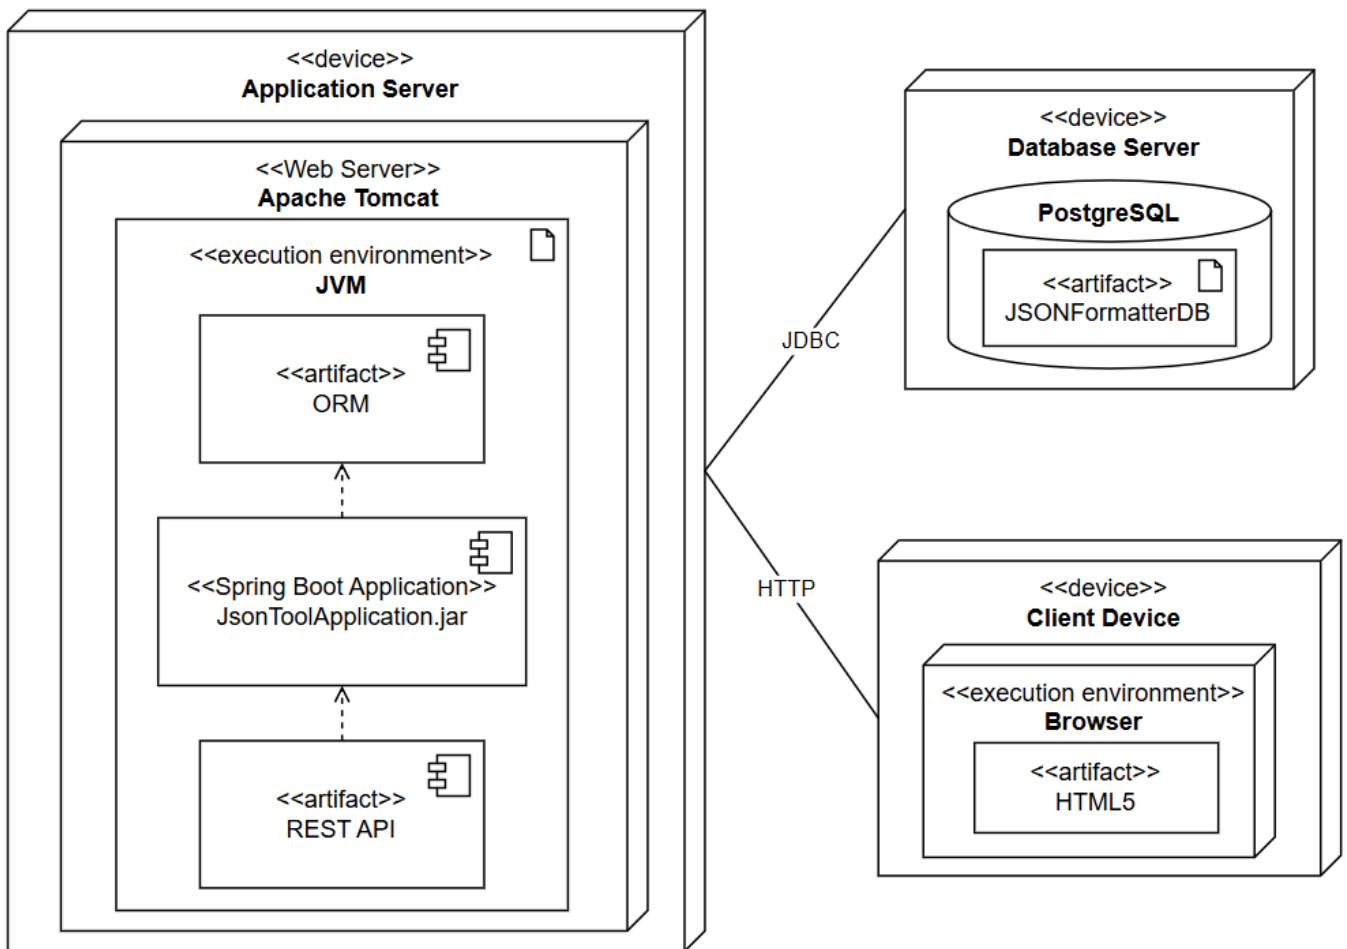 <<device>>
Application Server
<<Web Server>>
Apache Tomcat
<<execution environment>>
JVM
<<artifact>>
ORM
<<Spring Boot Application>>
JsonToolApplication.jar
<<artifact>>
REST API
JDBC
HTTP
<<device>>
Database Server
PostgreSQL
<<artifact>>
JSONFormatterDB
<<device>>
Client Device
<<execution environment>>
Browser
<<artifact>>
HTML5